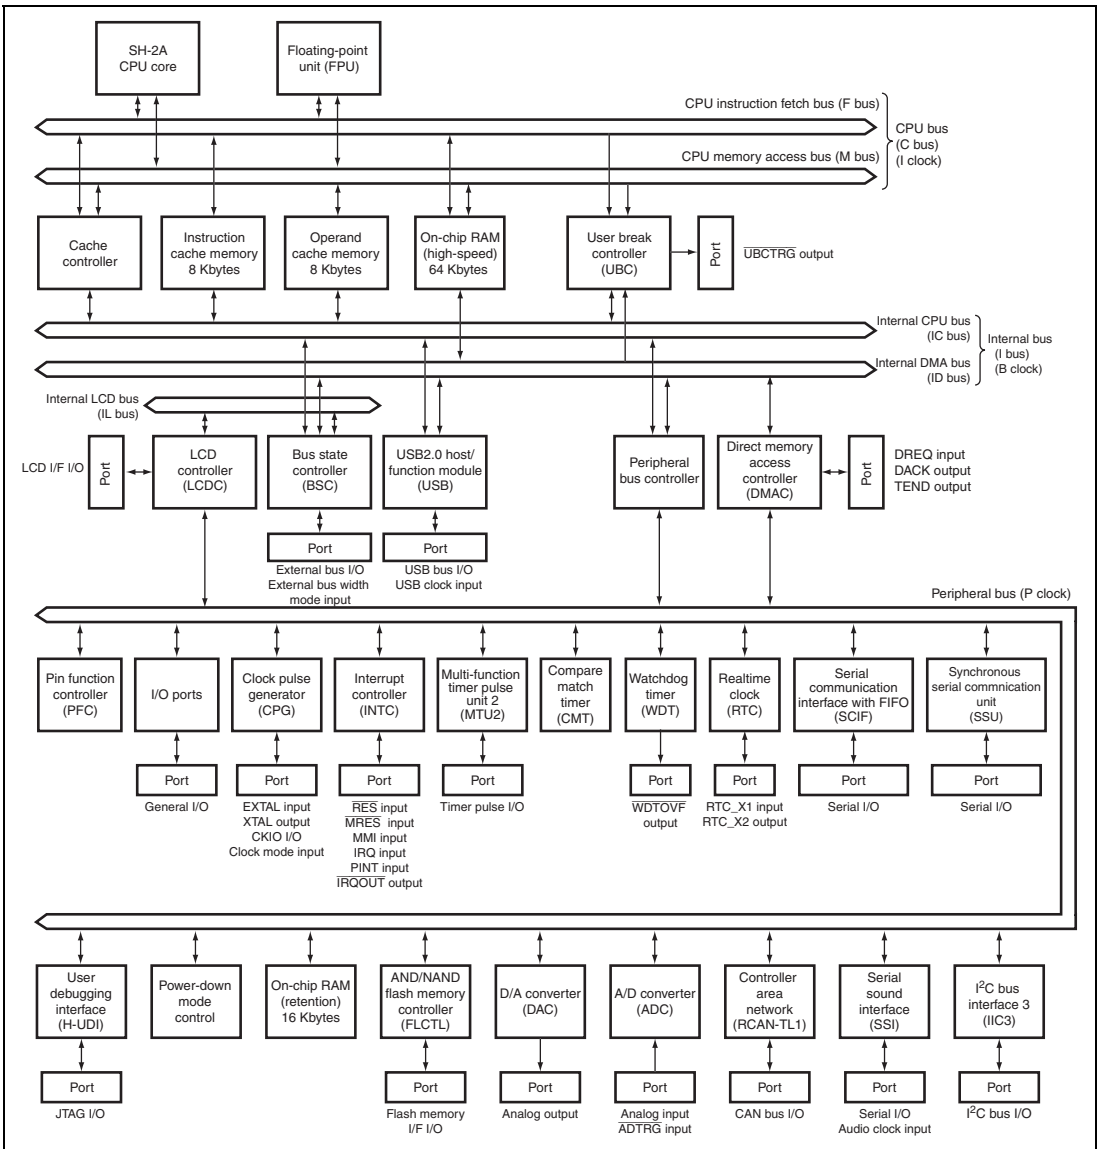 SH-2A
CPU core
Floating-point
unit (FPU)
CPU instruction fetch bus (F bus)
CPU bus
(C bus)
(I clock)
CPU memory access bus (M bus)
Cache
controller
Instruction
cache memory
8 Kbytes
Operand
cache memory
8 Kbytes
On-chip RAM
(high-speed)
64 Kbytes
User break
controller
(UBC)
Port
UBCTRG output
Internal CPU bus
(IC bus)
Internal bus
(I bus)
(B clock)
Internal DMA bus
(ID bus)
Internal LCD bus
(IL bus)
LCD I/F I/O
Port
LCD
controller
(LCDC)
Bus state
controller
(BSC)
USB2.0 host/
function module
(USB)
Peripheral
bus controller
Direct memory
access
controller
(DMAC)
Port
DREQ input
DACK output
TEND output
Port
External bus I/O
External bus width
mode input
Port
USB bus I/O
USB clock input
Peripheral bus (P clock)
Pin function
controller
(PFC)
I/O ports
Clock pulse
generator
(CPG)
Interrupt
controller
(INTC)
Multi-function
timer pulse
unit 2
(MTU2)
Compare
match
timer
(CMT)
Watchdog
timer
(WDT)
Realtime
clock
(RTC)
Serial
communication
interface with FIFO
(SCIF)
Synchronous
serial commnication
unit
(SSU)
Port
General I/O
Port
EXTAL input
XTAL output
CKIO I/O
Clock mode input
Port
RES input
MRES input
MMI input
IRQ input
PINT input
IRQOUT output
Port
Timer pulse I/O
Port
WDTOVF
output
Port
RTC_X1 input
RTC_X2 output
Port
Serial I/O
Port
Serial I/O
User
debugging
interface
(H-UDI)
Power-down
mode
control
On-chip RAM
(retention)
16 Kbytes
AND/NAND
flash memory
controller
(FLCTL)
D/A converter
(DAC)
A/D converter
(ADC)
Controller
area
network
(RCAN-TL1)
Serial
sound
interface
(SSI)
I²C bus
interface 3
(IIC3)
Port
JTAG I/O
Port
Flash memory
I/F I/O
Port
Analog output
Port
Analog input
ADTRG input
Port
CAN bus I/O
Port
Serial I/O
Audio clock input
Port
I²C bus I/O